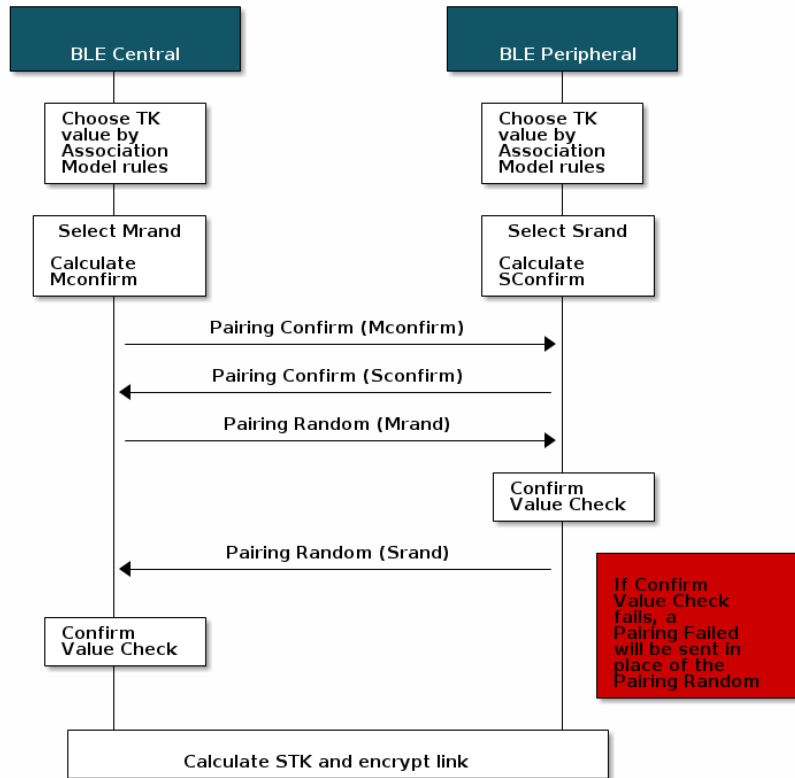 BLE Central
BLE Peripheral
Choose TK
value by
Association
Model rules
Choose TK
value by
Association
Model rules
Select Mrand
Calculate
Mconfirm
Select Srand
Calculate
SConfirm
Pairing Confirm (Mconfirm)
Pairing Confirm (Sconfirm)
Pairing Random (Mrand)
Confirm
Value Check
Pairing Random (Srand)
If Confirm
Value Check
fails, a
Pairing Failed
will be sent in
place of the
Pairing Random
Confirm
Value Check
Calculate STK and encrypt link